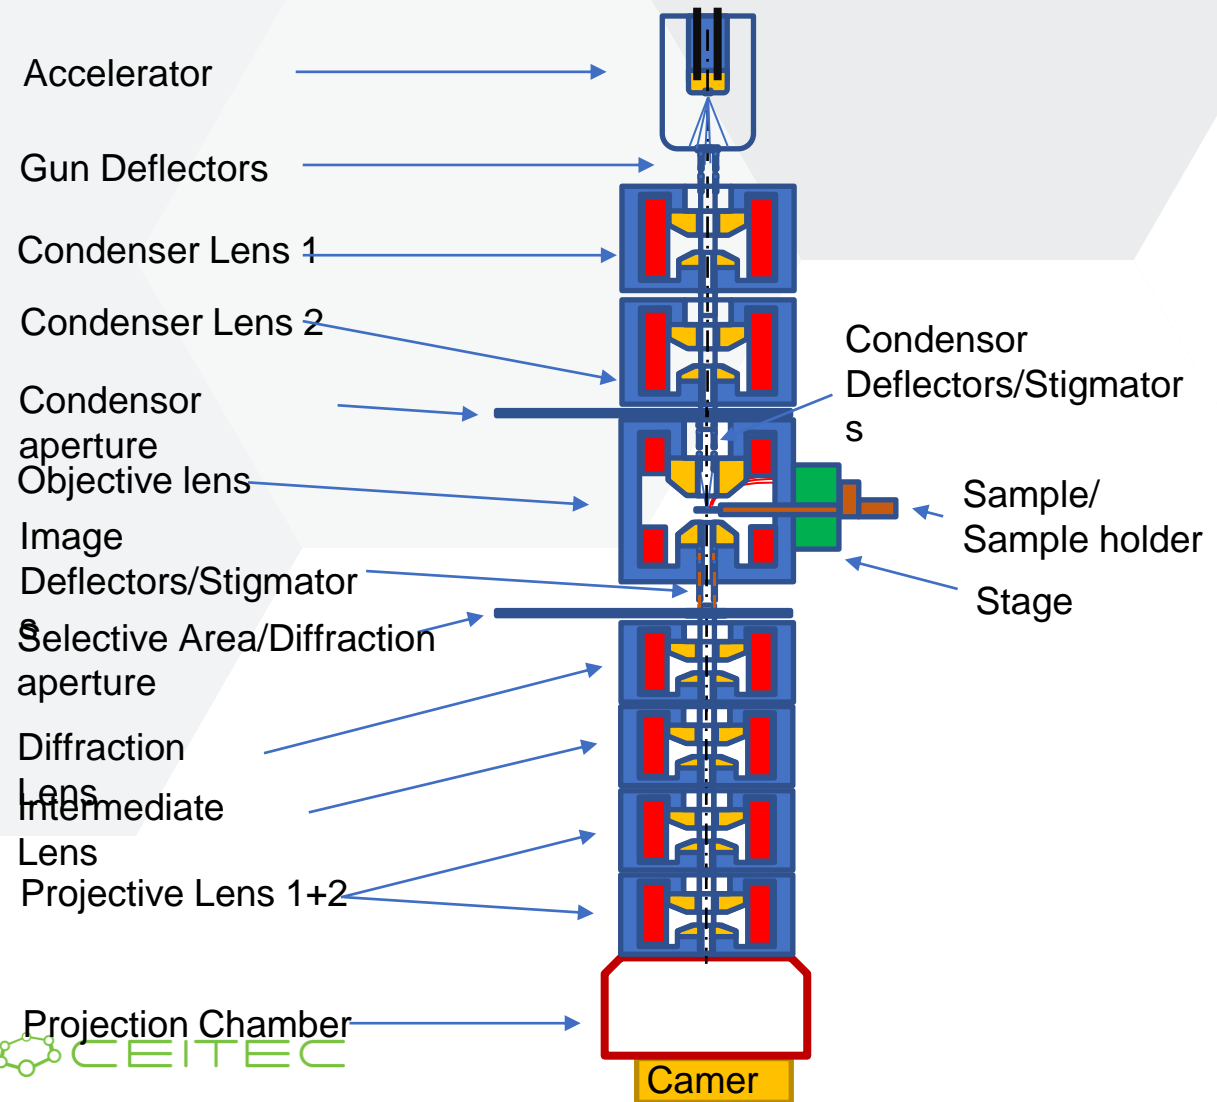 Accelerator
Gun Deflectors
Condenser Lens 1
Condenser Lens 2
Condensor
aperture
Objective lens
Image
Deflectors/Stigmator
s
Selective Area/Diffraction
aperture
Diffraction
Lens
Intermediate
Lens
Projective Lens 1+2
Projection Chamber
Condensor
Deflectors/Stigmator
s
Sample/
Sample holder
Stage
CEITEC
Camer